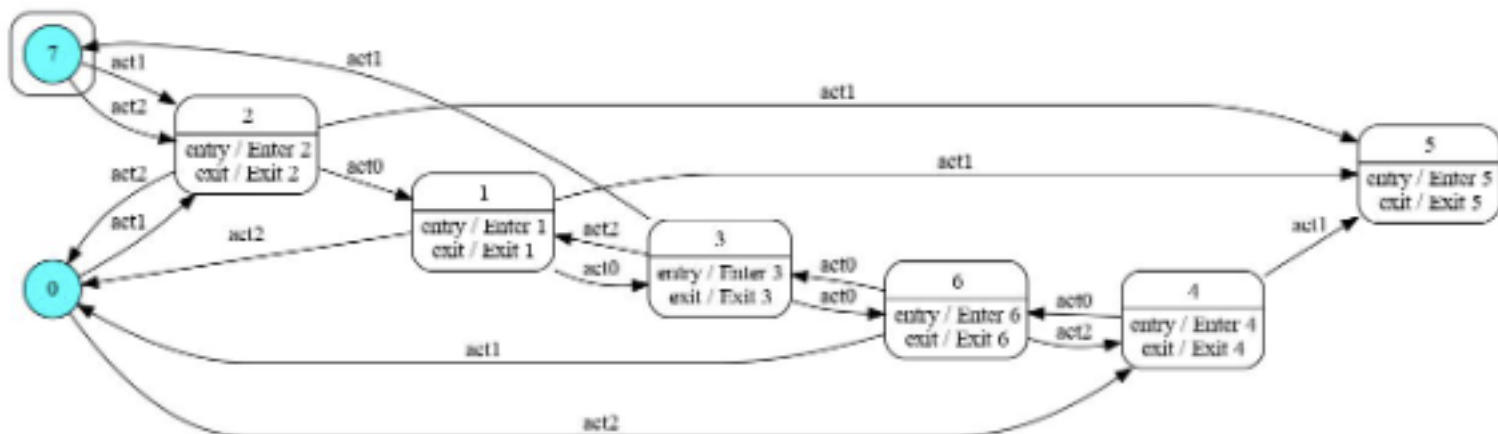 7
act1
act1
act2
2
entry / Enter 2
exit / Exit 2
act1
5
entry / Enter 5
exit / Exit 5
act2
act0
act1
1
entry / Enter 1
exit / Exit 1
act1
act2
act2
3
entry / Enter 3
exit / Exit 3
act0
act1
0
act0
act0
6
entry / Enter 6
exit / Exit 6
act0
act2
4
entry / Enter 4
exit / Exit 4
act1
act2